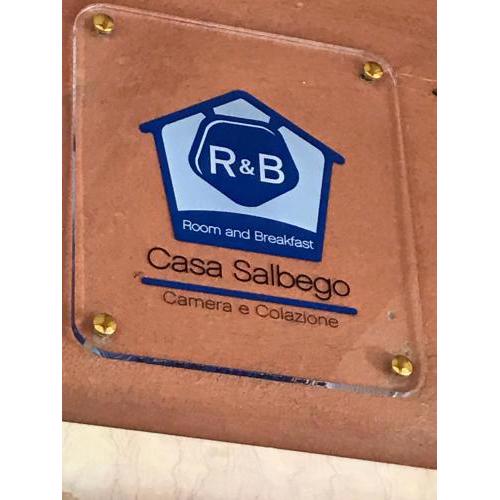 R&B
Room and Breakfast
Casa Salbego
Camera e Colazione